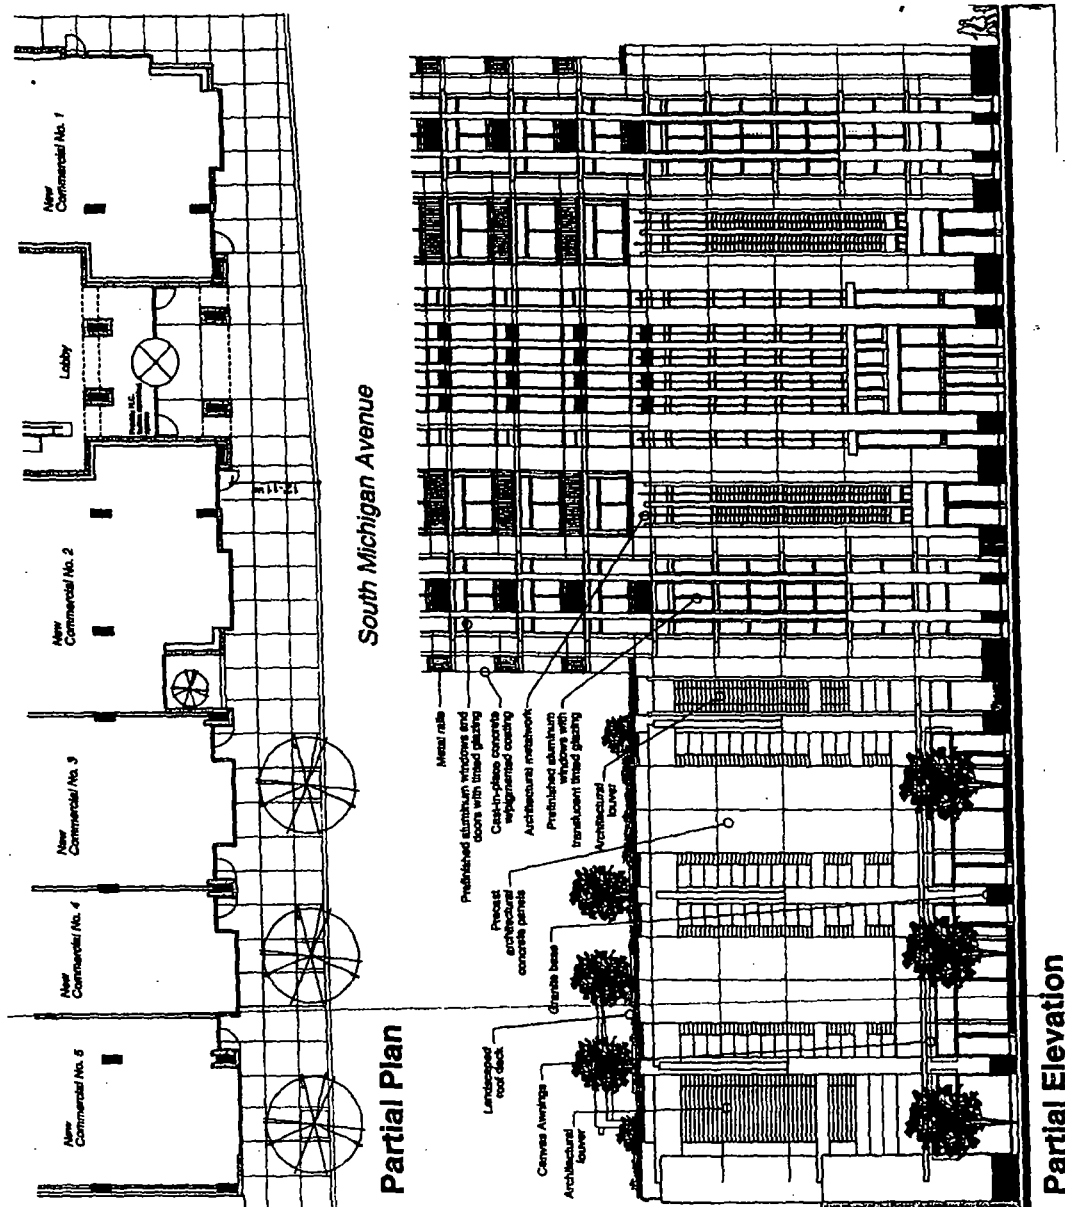 New
Commercial No. 5
New
Commercial No. 4
New
Commercial No. 3
New
Commercial No. 2
Lobby
New
Commercial No. 1
South Michigan Avenue
Partial Plan
Metal rails
Prefinished aluminum windows and
doors with tinted glazing
Cast-in-place concrete
w/pigmented coating
Architectural metalwork
Prefinished aluminum
windows with
translucent tinted glazing
Architectural
louver
Precast
architectural
concrete panels
Granite base
Landscaped
roof deck
Canvas Awnings
Architectural
louver
Partial Elevation